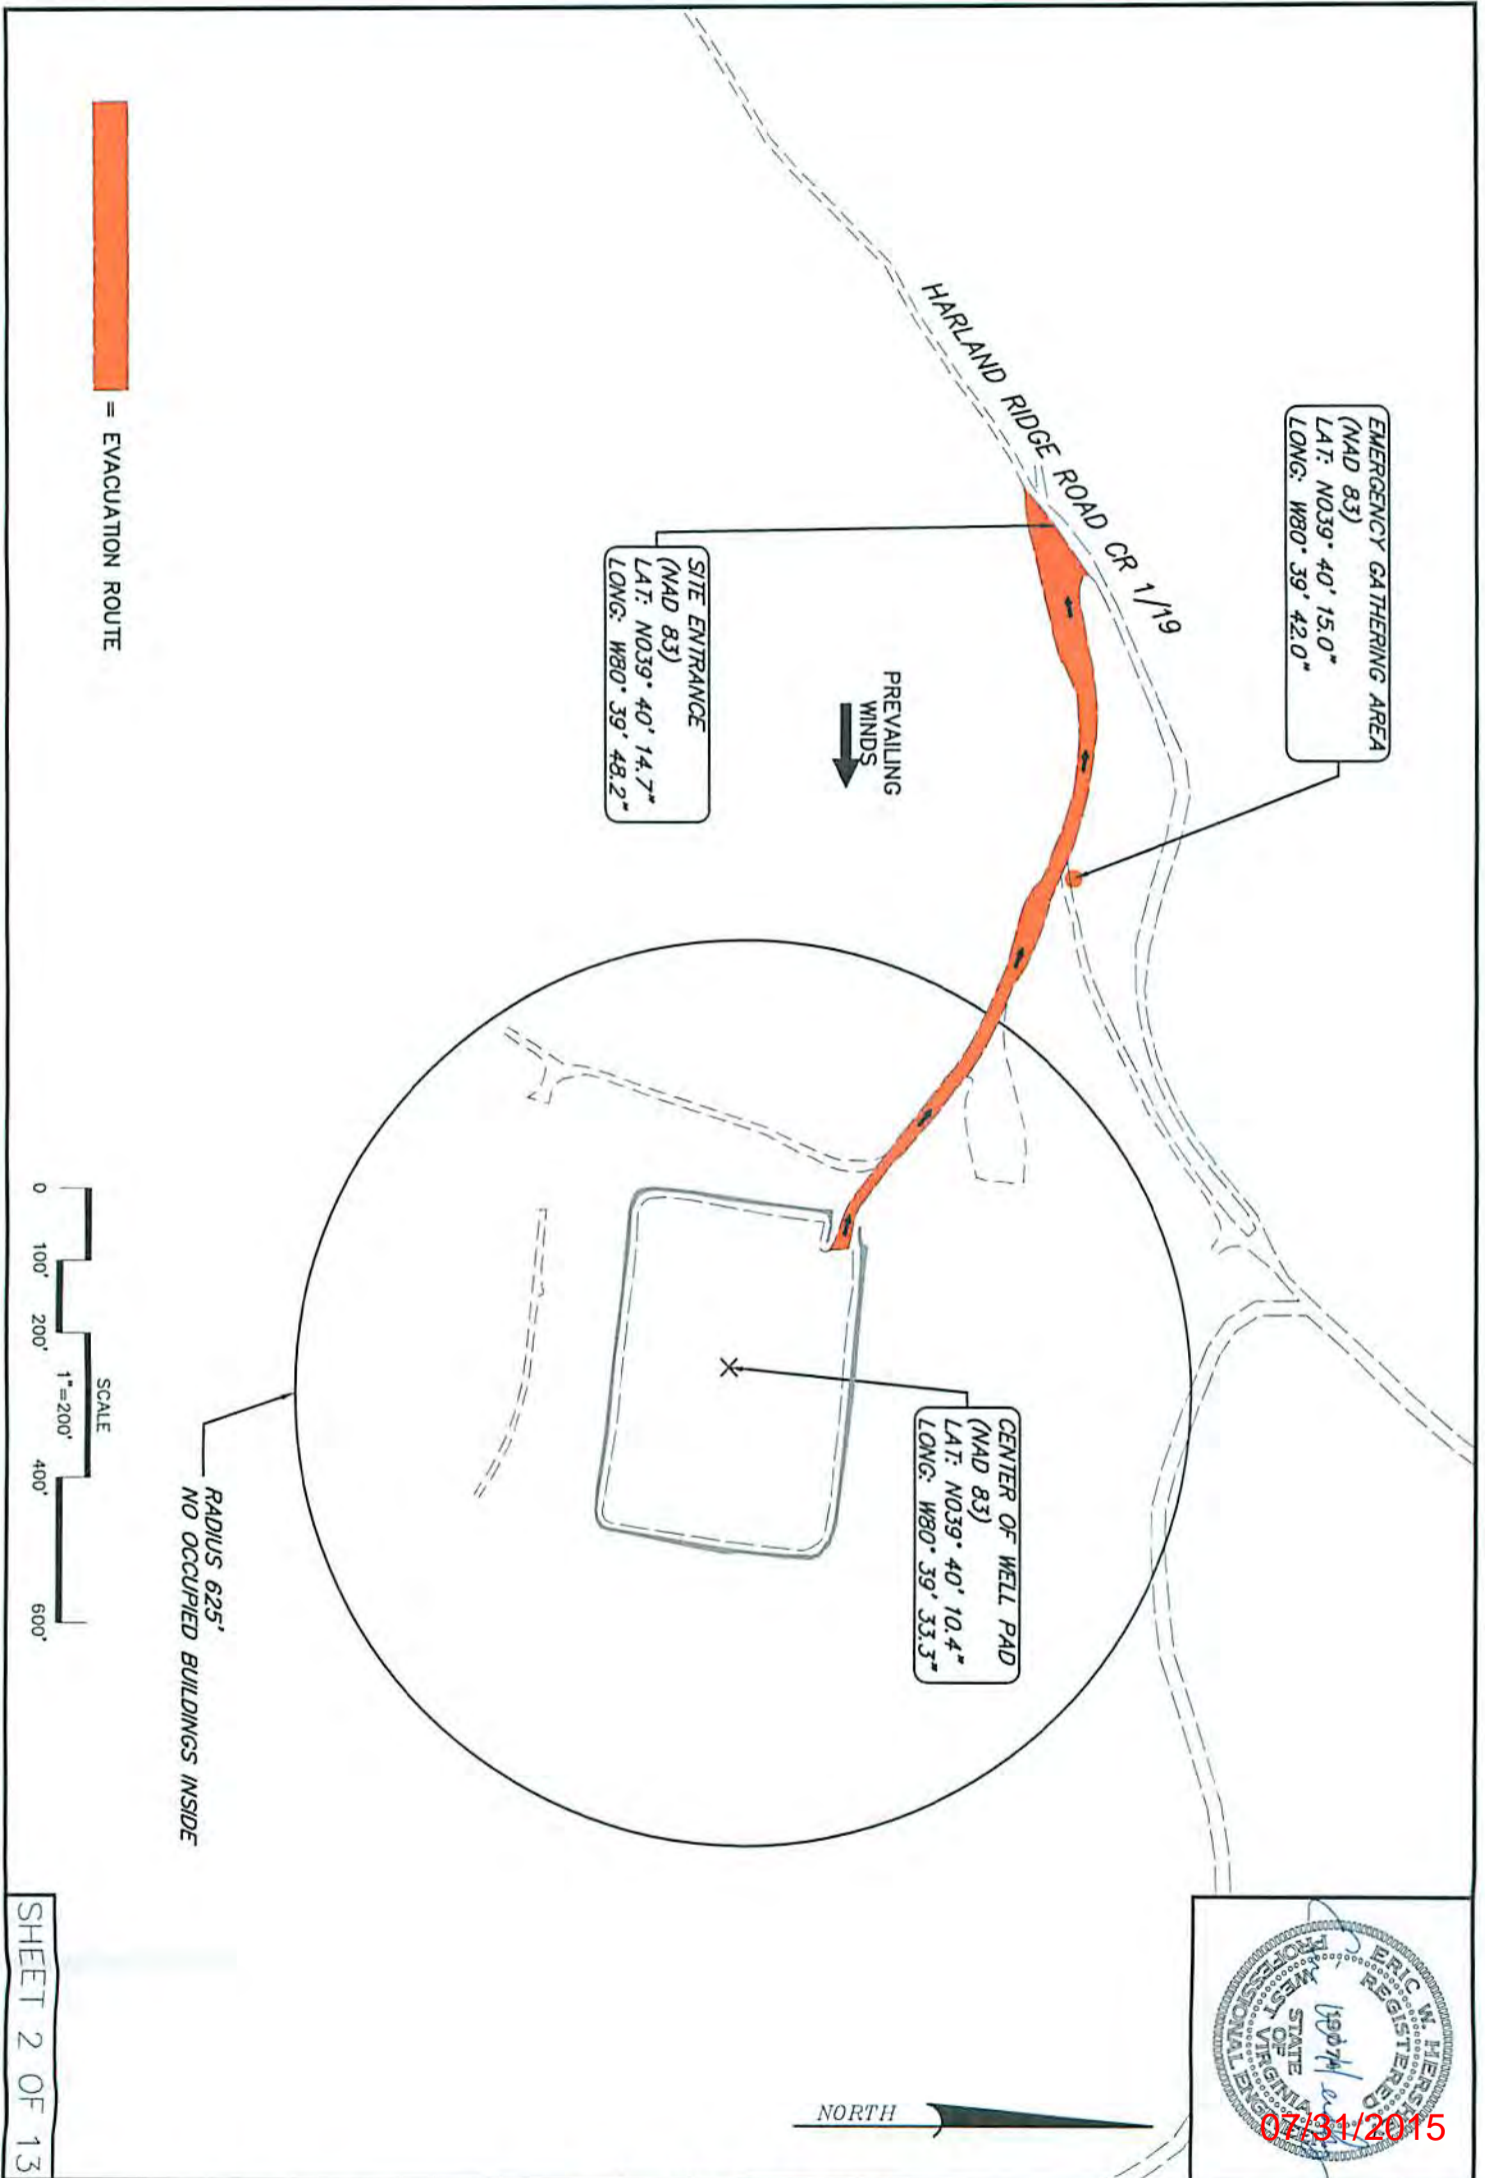 EMERGENCY GATHERING AREA
(NAD 83)
LAT: N039° 40' 15.0"
LONG: W80° 39' 42.0"
HARLAND RIDGE ROAD CR 1/19
SITE ENTRANCE
(NAD 83)
LAT: N039° 40' 14.7"
LONG: W80° 39' 48.2"
PREVAILING
WINDS
CENTER OF WELL PAD
(NAD 83)
LAT: N039° 40' 10.4"
LONG: W80° 39' 33.3"
= EVACUATION ROUTE
SCALE
1"=200'
0 100' 200' 400' 600'
RADIUS 625'
NO OCCUPIED BUILDINGS INSIDE
NORTH
ERIC W.
REGISTERED
STATE
OF
WEST VIRGINIA
PROFESSIONAL
07/31/2015
SHEET 2 OF 13